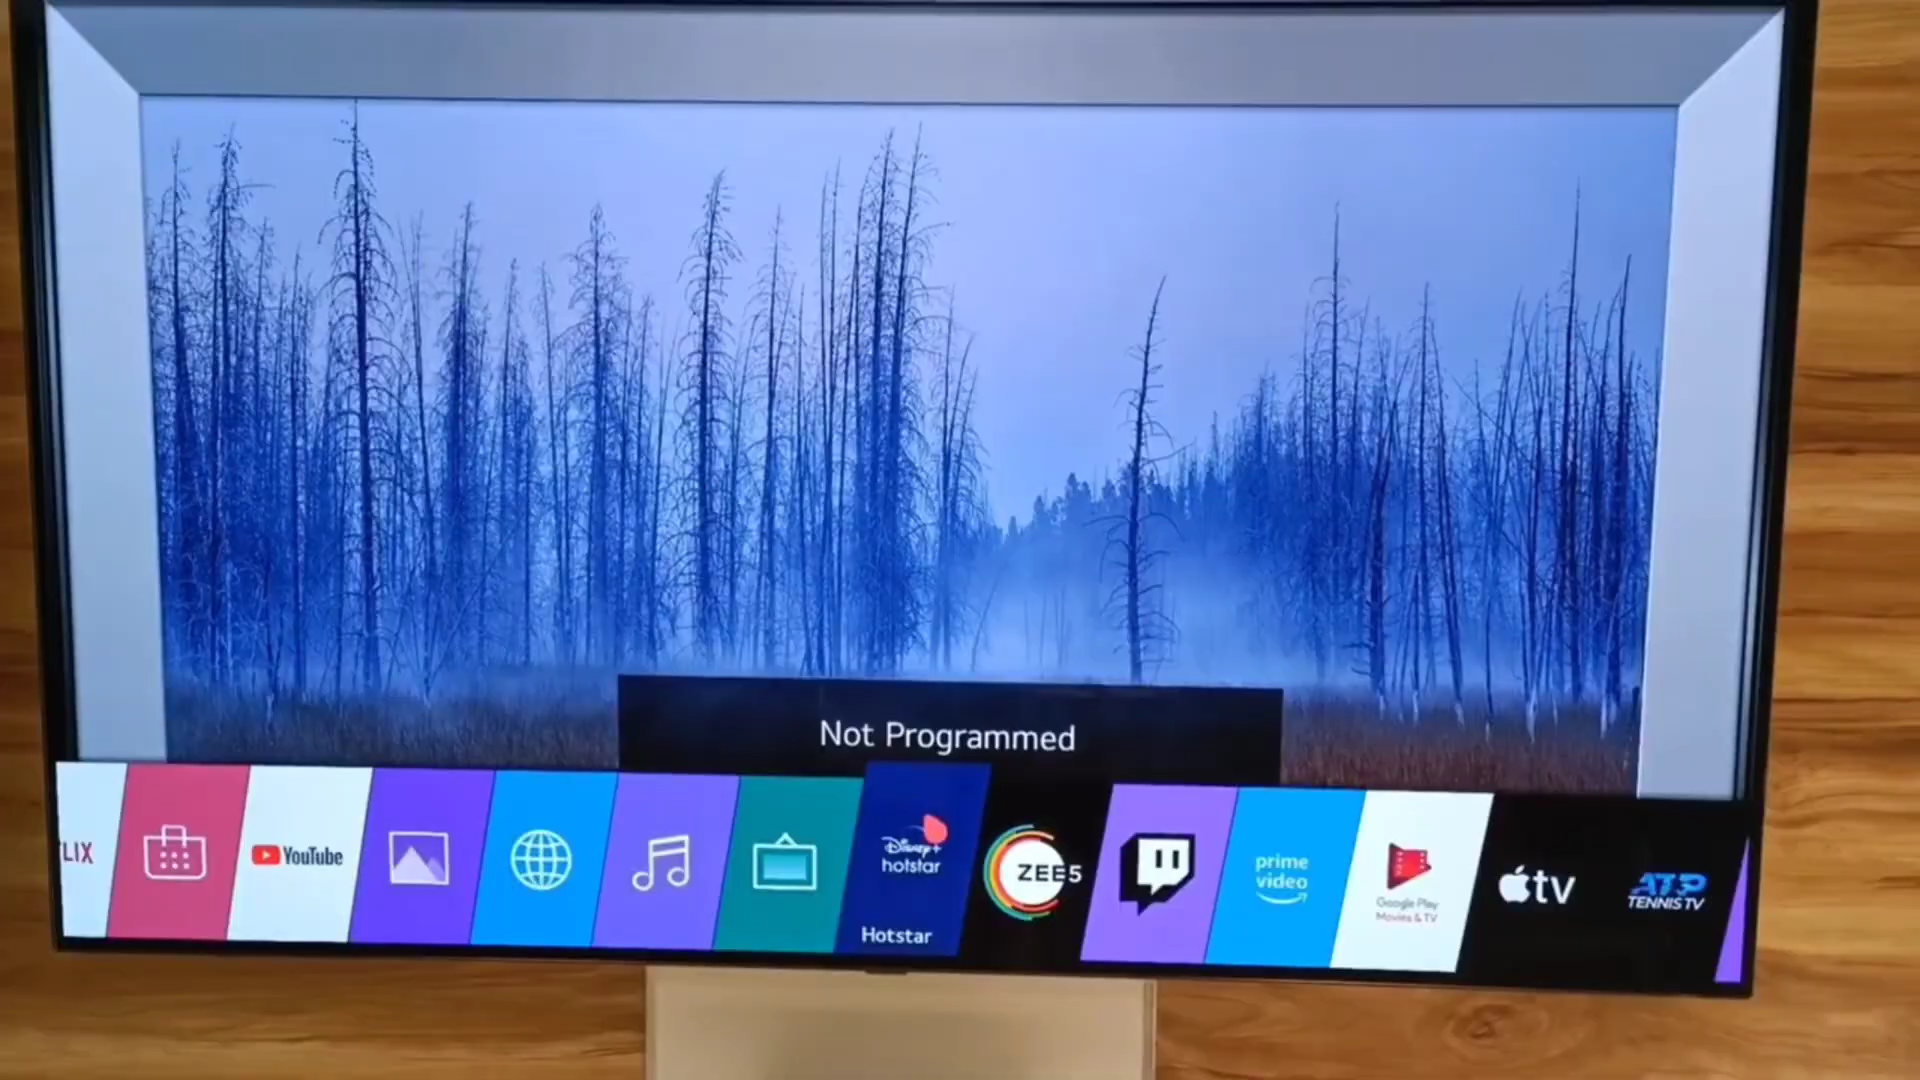 Not Programmed
LIX
YouTube
Disney+
hotstar
Hotstar
ZEE5
prime
video
Google Play
Movies & TV
tv
ATP
TENNIS TV